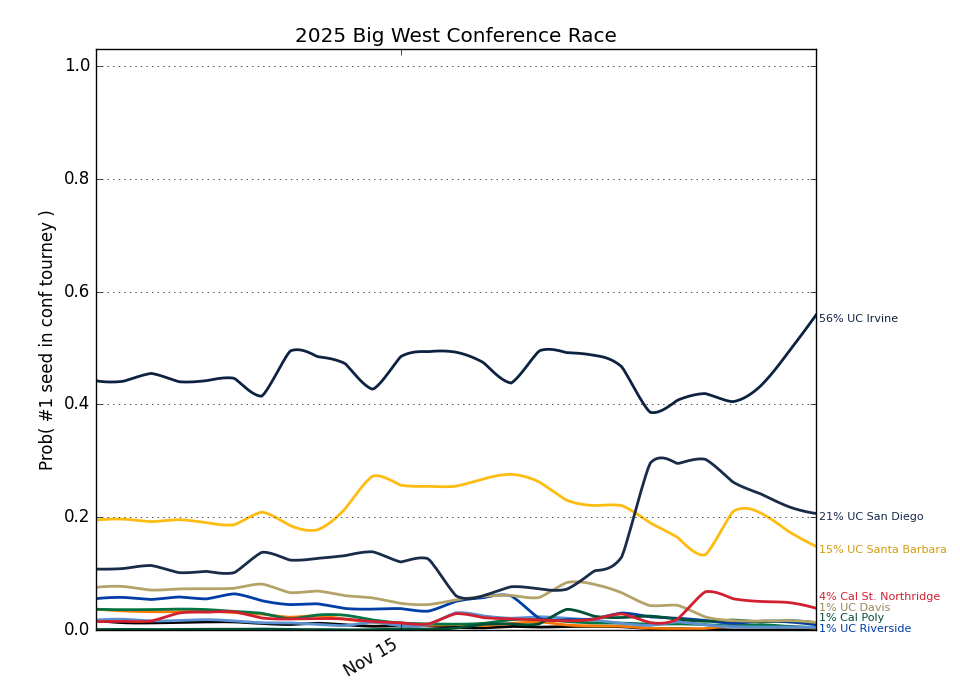 2025 Big West Conference Race
Prob( #1 seed in conf tourney )
1.0
0.8
0.6
0.4
0.2
0.0
Nov 15
56% UC Irvine
21% UC San Diego
15% UC Santa Barbara
4% Cal St. Northridge
1% UC Davis
1% Cal Poly
1% UC Riverside